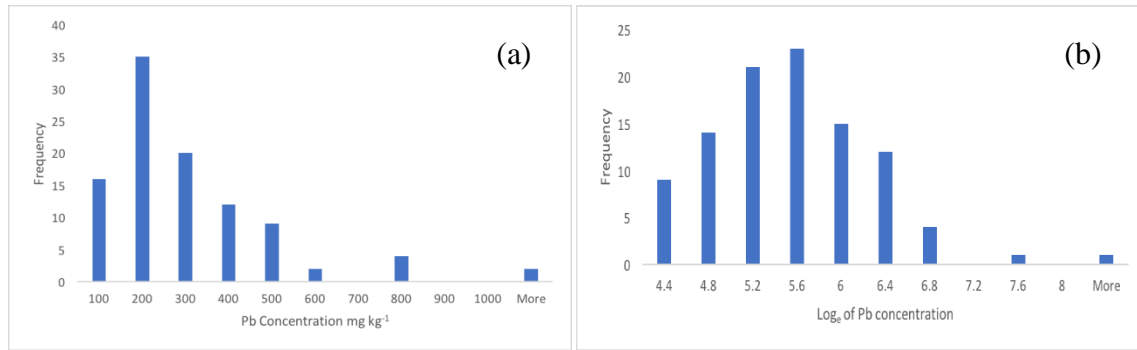 (a)
Frequency
40
35
30
25
20
15
10
5
0
100 200 300 400 500 600 700 800 900 1000 More
Pb Concentration mg kg⁻¹
(b)
Frequency
25
20
15
10
5
0
4.4 4.8 5.2 5.6 6 6.4 6.8 7.2 7.6 8 More
Logₑ of Pb concentration